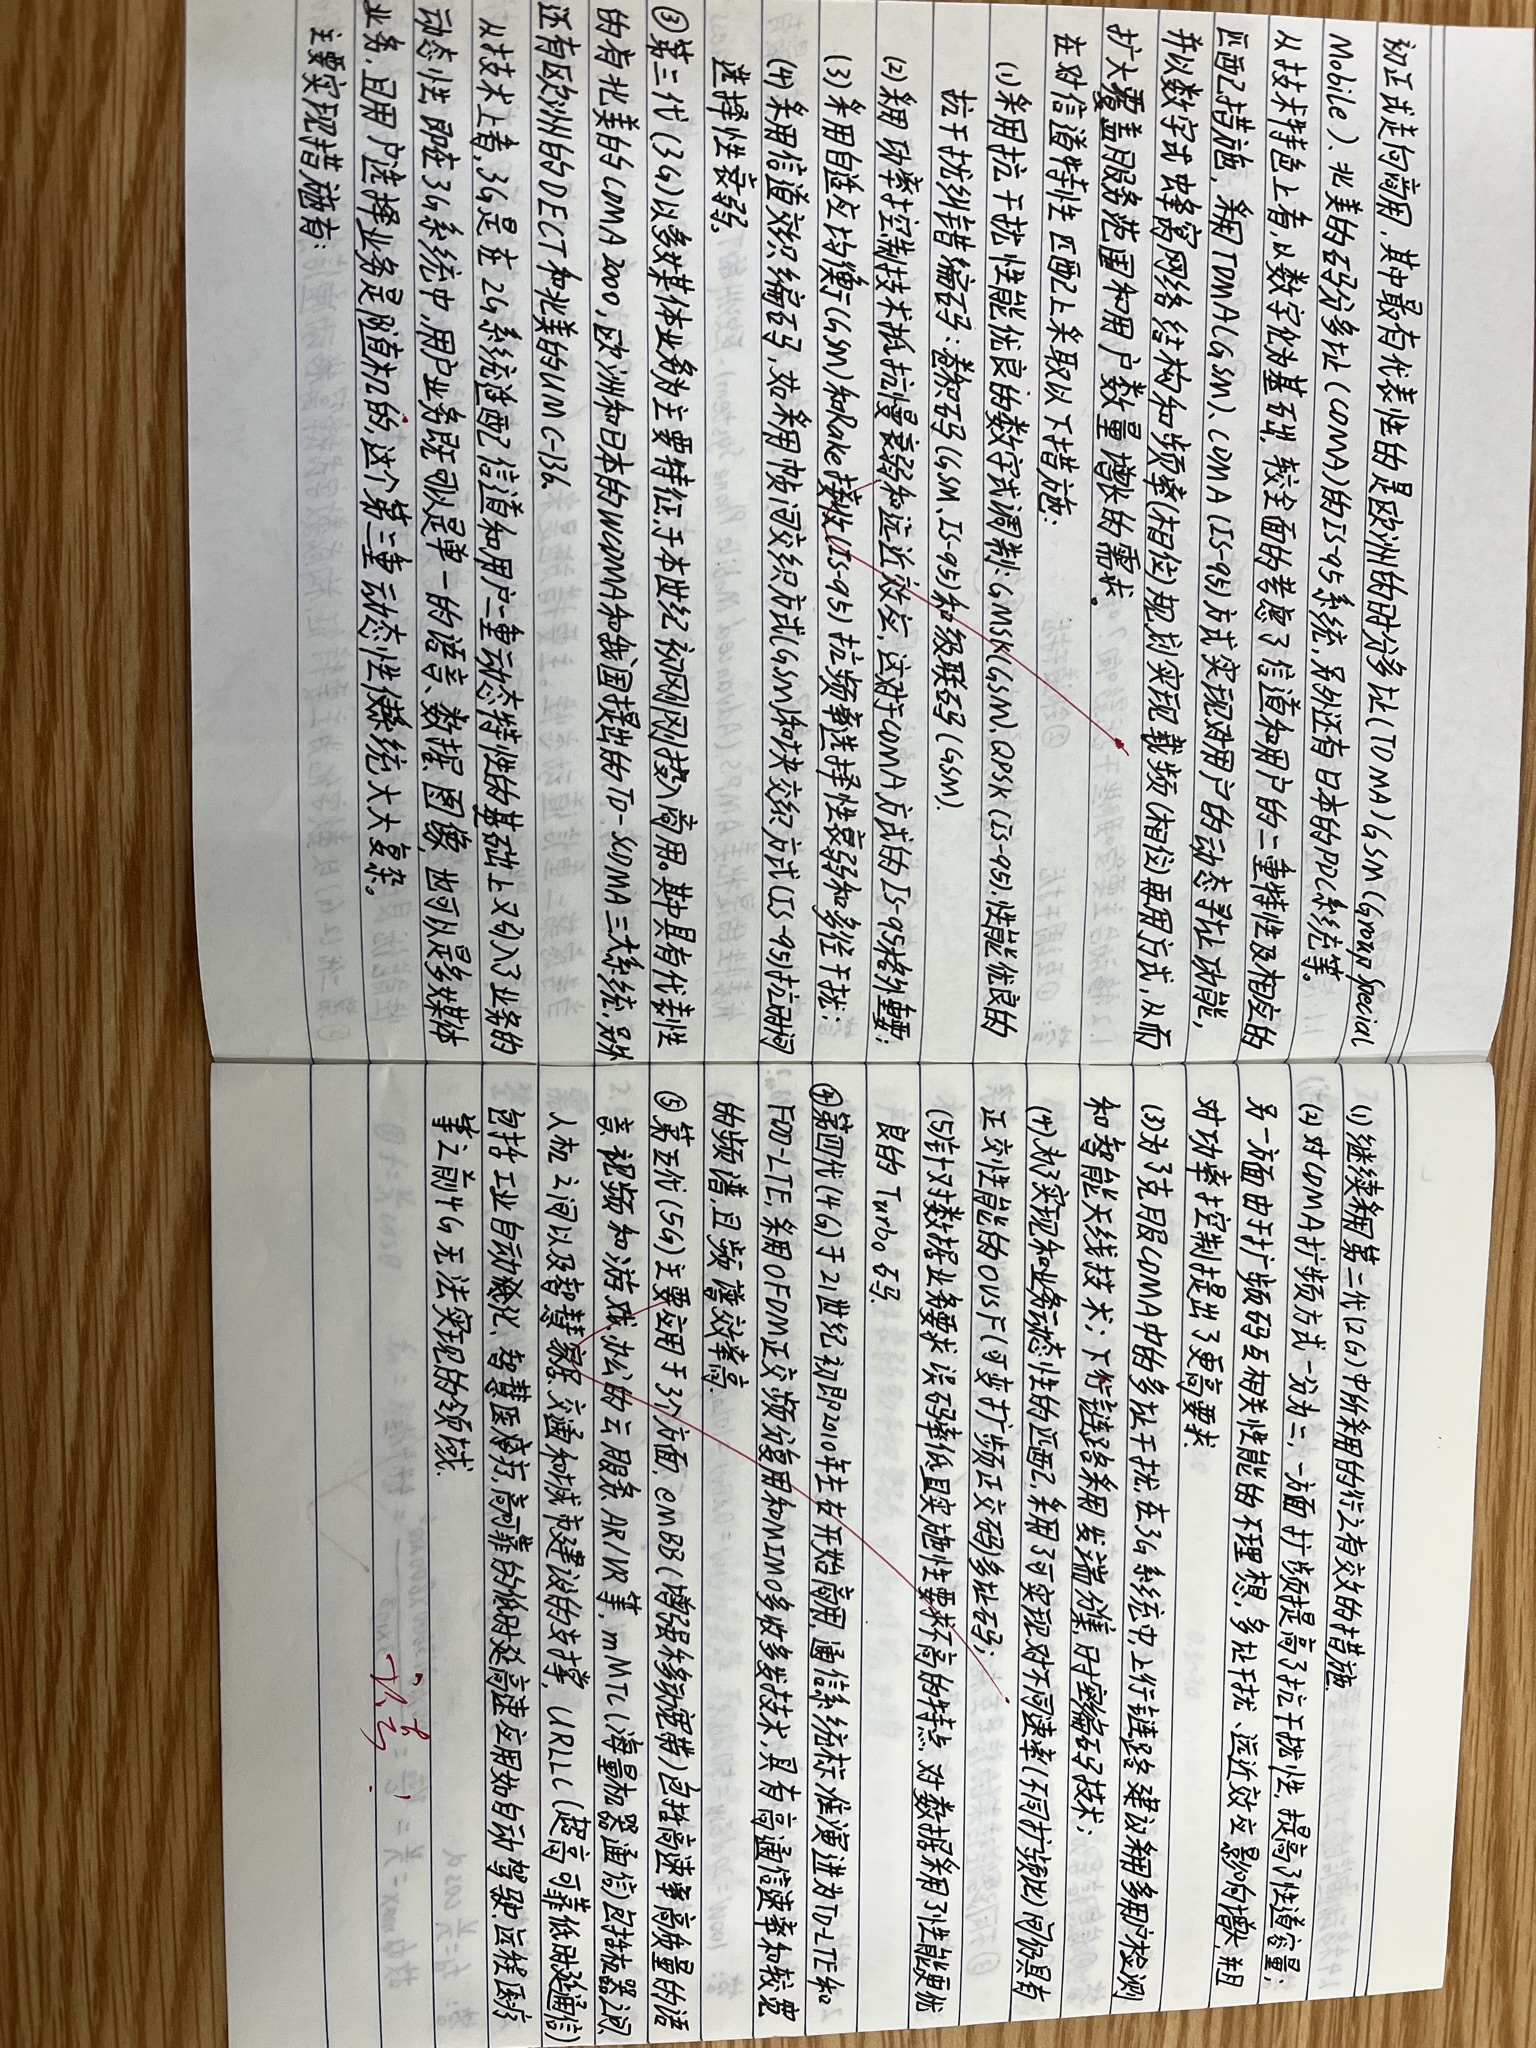 初正式走向商用,其中最有代表性的是欧洲的时分多址(TDMA)GSM(Group Special
Mobile)、北美的码分多址(CDMA)的IS-95系统,另外还有日本的PDC系统等。
从技术特色上看,以数字化为基础,较全面的考虑了信道和用户的二重特性及相应的
匹配措施,采用TDMA(GSM)、CDMA(IS-95)方式实现对用户的动态寻址功能,
并以数字式蜂窝网络结构和频率(相位)规划实现载频(相位)再用方式,从而
扩大覆盖服务范围和用户数量增长的需求。
在对信道特性匹配上采取以下措施:
(1)采用抗干扰性能优良的数字式调制:GMSK(GSM)、QPSK(IS-95),性能优良的
抗干扰纠错编码:卷积码(GSM、IS-95)和级联码(GSM).
(2)采用功率控制技术抵抗慢衰弱和远近效应,这对于CDMA方式的IS-95格外重要;
(3)采用自适应均衡(GSM)和Rake接收(IS-95)抗频率选择性衰弱和多径干扰;
(4)采用信道交织编码,如采用帧间交织方式(GSM)和块交织方式(IS-95)抗时间
选择性衰弱.
③第三代(3G)以多媒体业务为主要特征,于本世纪初刚刚投入商用。其中具有代表性
的有北美的CDMA2000,欧洲和日本的WCDMA和我国提出的TD-SCDMA三大系统,另外
还有欧洲的DECT和北美的UMC-136.
从技术上看,3G是在2G系统适配信道和用户二重动态特性的基础上又引入了业务的
动态性,即在3G系统中,用户业务既可以是单一的语言、数据、图像,也可以是多媒体
业务,且用户选择业务是随机的,这个第三重动态性使系统大大复杂。
主要实现措施有:
(1)继续采用第二代(2G)中所采用的行之有效的措施.
(2)对CDMA扩频方式一分为二,一方面扩频提高了抗干扰性,提高了性道容量;
另一方面由于扩频码互相关性能的不理想,多址干扰、远近效应影响增大,并且
对功率控制提出了更高要求.
(3)为了克服CDMA中的多址干扰,在3G系统中,上行链路建议采用多用户检测
和智能天线技术;下行链路采用发端分集、时空编码技术;
(4)为了实现和业务动态性的匹配,采用了可实现对不同速率(不同扩频比)间仍具有
正交性能的OVSF(可变扩频正交码)多址码;
(5)针对数据业务要求误码率低且实施性要求不高的特点,对数据采用了性能更优
良的Turbo码.
④第四代(4G)于21世纪初即2010年左右开始商用,通信系统标准演进为TD-LTE和
FDD-LTE,采用OFDM正交频分复用和MIMO多收多发技术,具有高通信速率和较宽
的频谱,且频谱效率高.
⑤第五代(5G)主要应用于3个方面,eMBB(增强移动宽带)包括高速率高质量的语
音、视频和游戏,办公的云服务,AR/VR等,mMTC(海量机器通信)包括机器间、
人机之间以及智慧家居、交通和城市建设的支撑,URLLC(超高可靠低时延通信)
包括工业自动化、智慧医疗,高可靠的低时延高速应用如自动驾驶,远程医疗
等之前4G无法实现的领域.